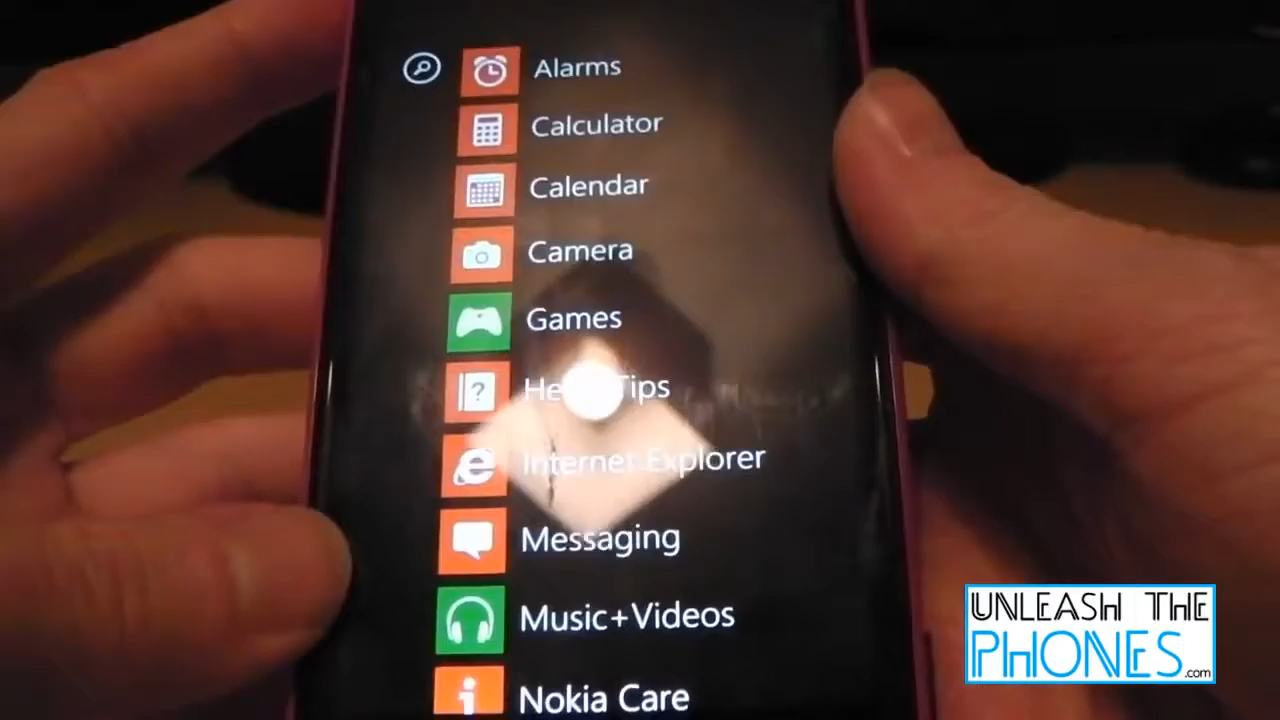 Alarms
Calculator
Calendar
Camera
Games
Tips
Internet Explorer
Messaging
Music+Videos
Nokia Care
UNLEASH THE
PHONES.com